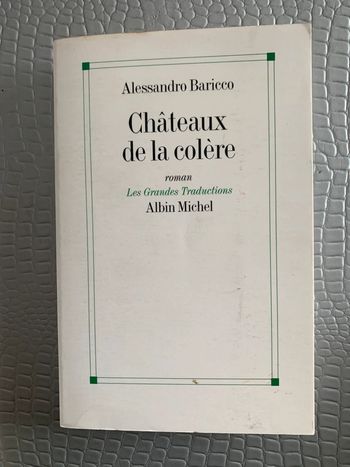 Alessandro Baricco
Châteaux
de la colère
roman
Les Grandes Traductions
Albin Michel